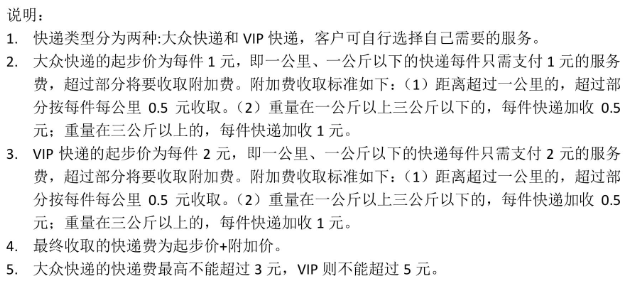 说明：
1. 快递类型分为两种:大众快递和 VIP 快递，客户可自行选择自己需要的服务。
2. 大众快递的起步价为每件 1 元，即一公里、一公斤以下的快递每件只需支付 1 元的服务
费，超过部分将要收取附加费。附加费收取标准如下：（1）距离超过一公里的，超过部
分按每件每公里 0.5 元收取。（2）重量在一公斤以上三公斤以下的，每件快递加收 0.5
元；重量在三公斤以上的，每件快递加收 1 元。
3. VIP 快递的起步价为每件 2 元，即一公里、一公斤以下的快递每件只需支付 2 元的服务
费，超过部分将要收取附加费。附加费收取标准如下：（1）距离超过一公里的，超过部
分按每件每公里 0.5 元收取。（2）重量在一公斤以上三公斤以下的，每件快递加收 0.5
元；重量在三公斤以上的，每件快递加收 1 元。
4. 最终收取的快递费为起步价+附加价。
5. 大众快递的快递费最高不能超过 3 元，VIP 则不能超过 5 元。